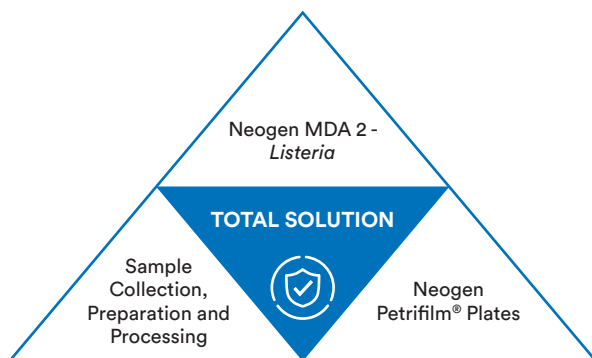 Neogen MDA 2 -
Listeria
TOTAL SOLUTION
Sample
Collection,
Preparation and
Processing
Neogen
Petrifilm® Plates